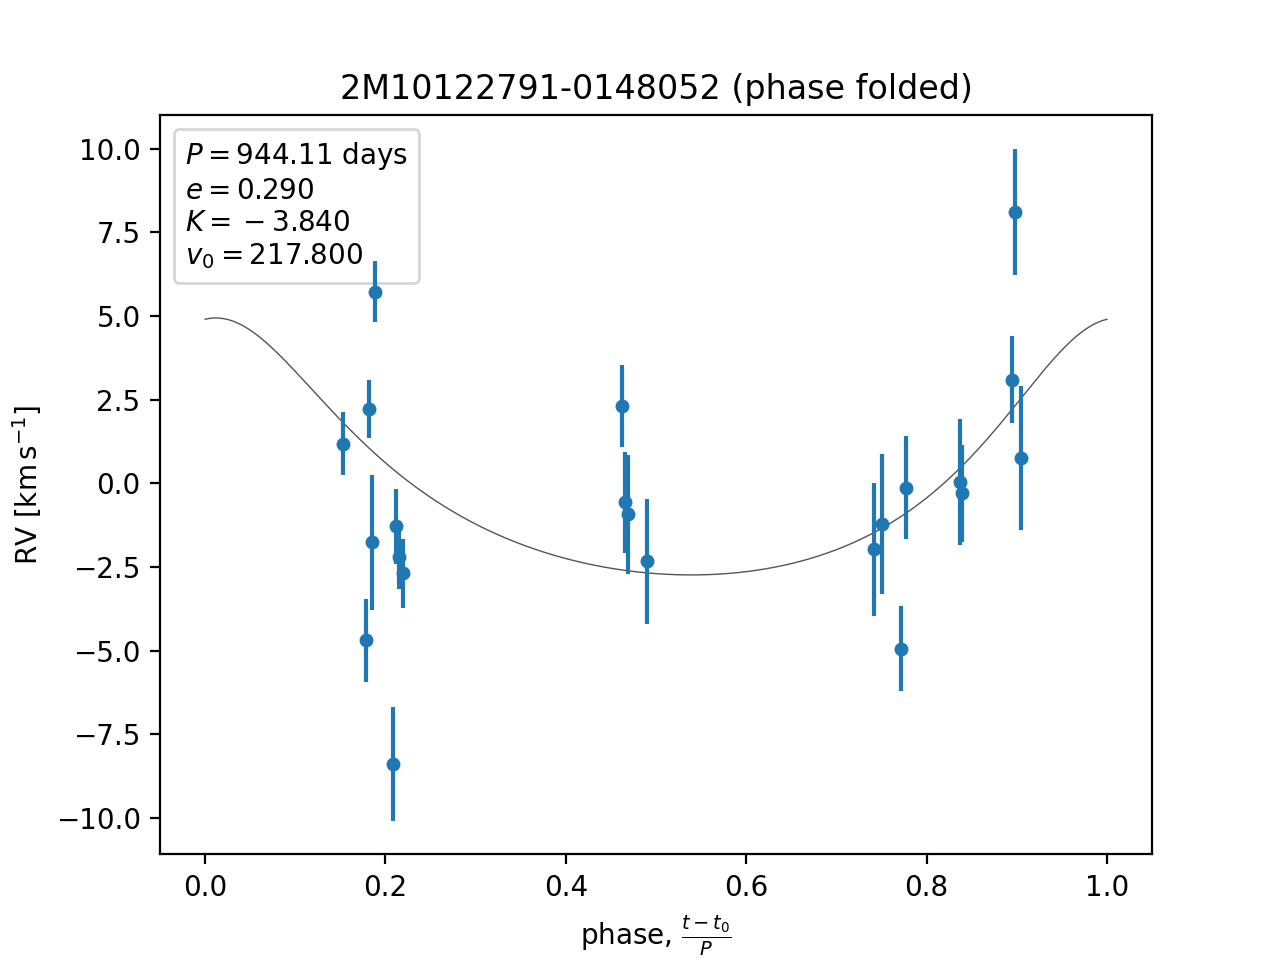 2M10122791-0148052 (phase folded)
P = 944.11 days
e = 0.290
K = −3.840
v₀ = 217.800
10.0
7.5
5.0
2.5
0.0
−2.5
−5.0
−7.5
−10.0
RV [km s⁻¹]
0.0 0.2 0.4 0.6 0.8 1.0
phase, (t − t₀)/P